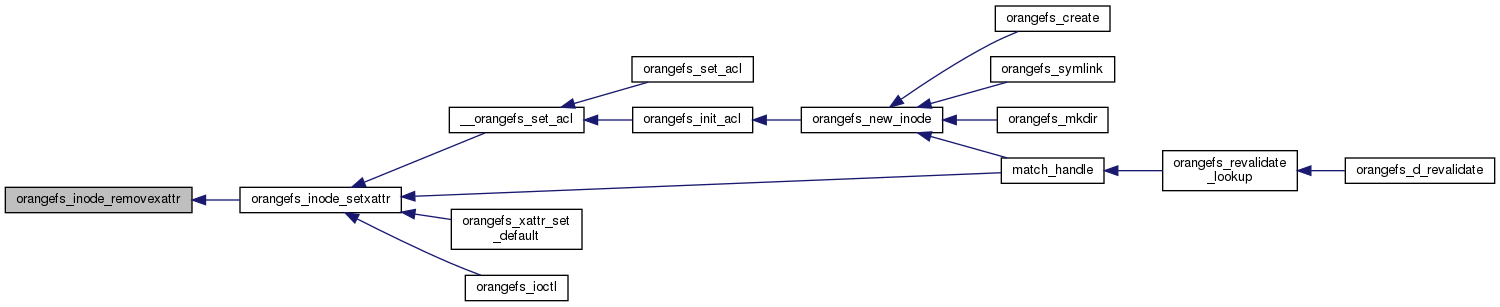 orangefs_create
orangefs_set_acl
orangefs_symlink
__orangefs_set_acl
orangefs_init_acl
orangefs_new_inode
orangefs_mkdir
orangefs_revalidate
_lookup
match_handle
orangefs_d_revalidate
orangefs_inode_removexattr
orangefs_inode_setxattr
orangefs_xattr_set
_default
orangefs_ioctl